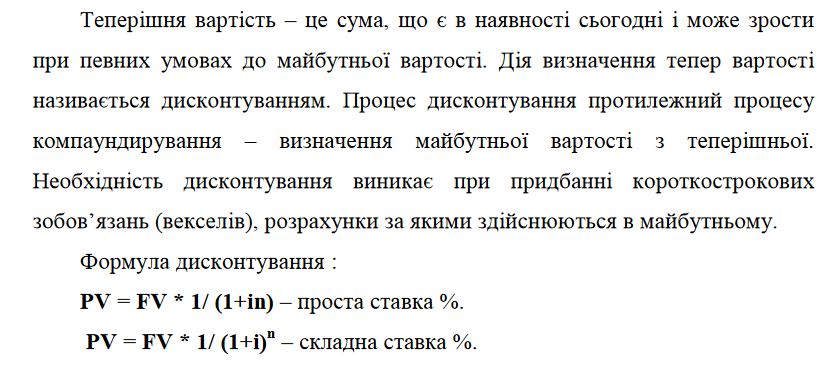 Теперішня вартість – це сума, що є в наявності сьогодні і може зрости
при певних умовах до майбутньої вартості. Дія визначення тепер вартості
називається дисконтуванням. Процес дисконтування протилежний процесу
компаундирування – визначення майбутньої вартості з теперішньої.
Необхідність дисконтування виникає при придбанні короткострокових
зобов’язань (векселів), розрахунки за якими здійснюються в майбутньому.
Формула дисконтування :
PV = FV * 1/ (1+in) – проста ставка %.
PV = FV * 1/ (1+i)ⁿ – складна ставка %.